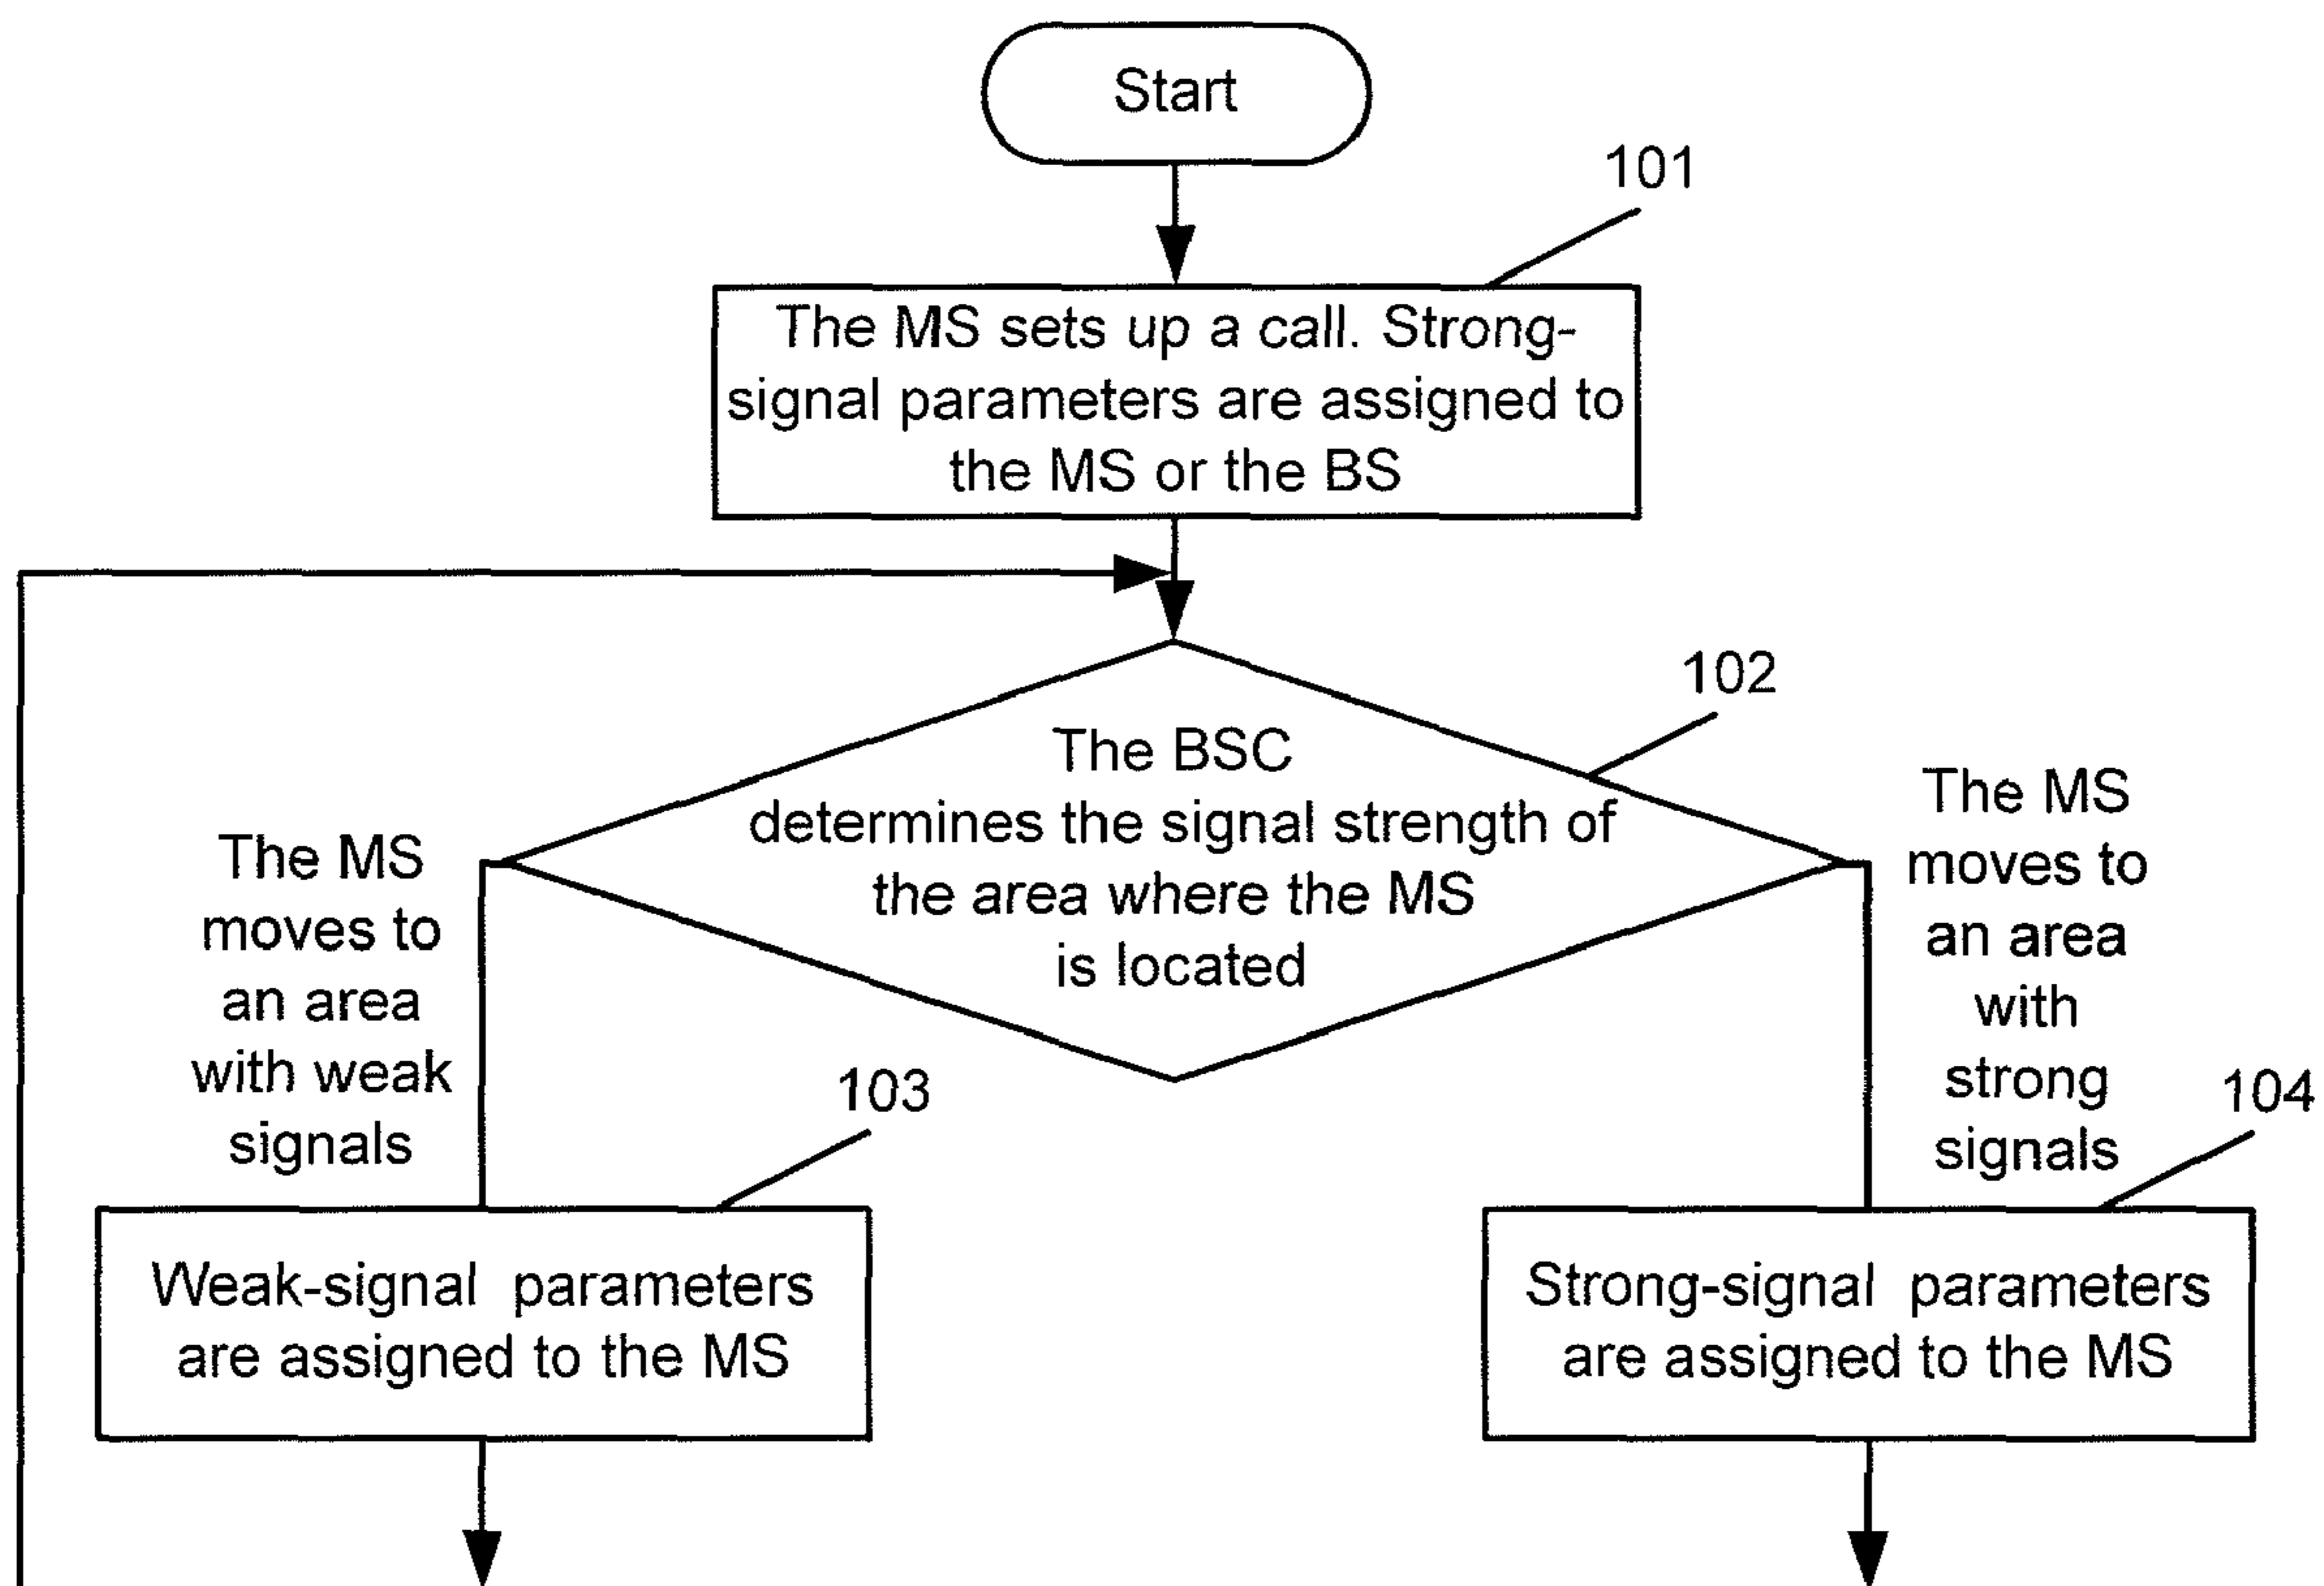 Start
101
The MS sets up a call. Strong-
signal parameters are assigned to
the MS or the BS
102
The BSC
determines the signal strength of
the area where the MS
is located
The MS
moves to
an area
with weak
signals
The MS
moves to
an area
with
strong
signals
103
Weak-signal parameters
are assigned to the MS
104
Strong-signal parameters
are assigned to the MS